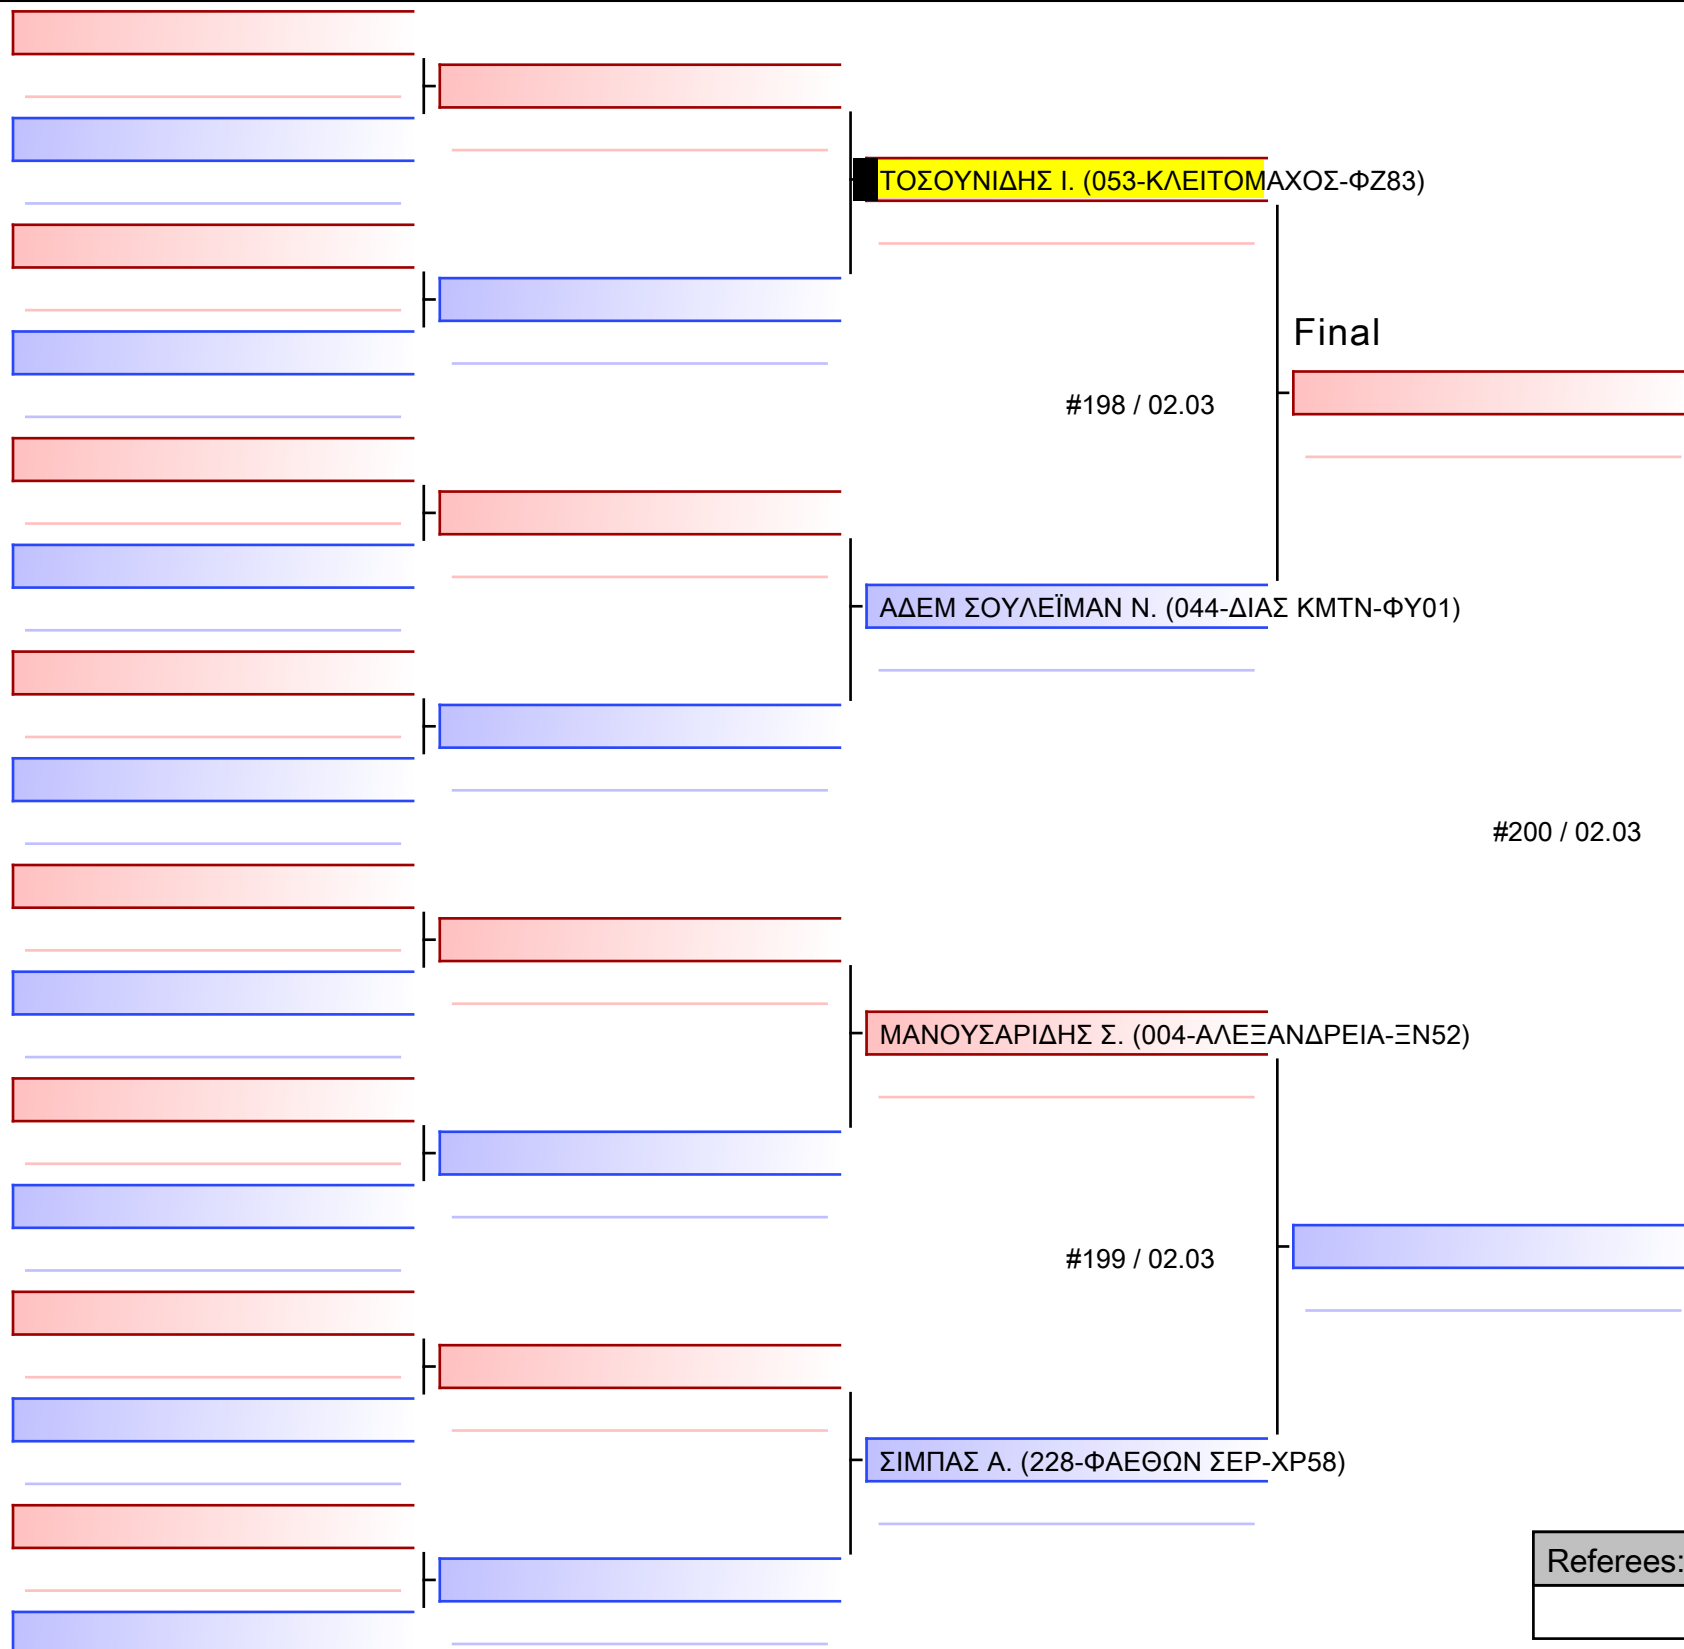 ΤΟΣΟΥΝΙΔΗΣ Ι. (053-ΚΛΕΙΤΟΜΑΧΟΣ-ΦΖ83)
Final
#198 / 02.03
ΑΔΕΜ ΣΟΥΛΕΪΜΑΝ Ν. (044-ΔΙΑΣ ΚΜΤΝ-ΦΥ01)
#200 / 02.03
ΜΑΝΟΥΣΑΡΙΔΗΣ Σ. (004-ΑΛΕΞΑΝΔΡΕΙΑ-ΞΝ52)
#199 / 02.03
ΣΙΜΠΑΣ Α. (228-ΦΑΕΘΩΝ ΣΕΡ-ΧΡ58)
Referees: